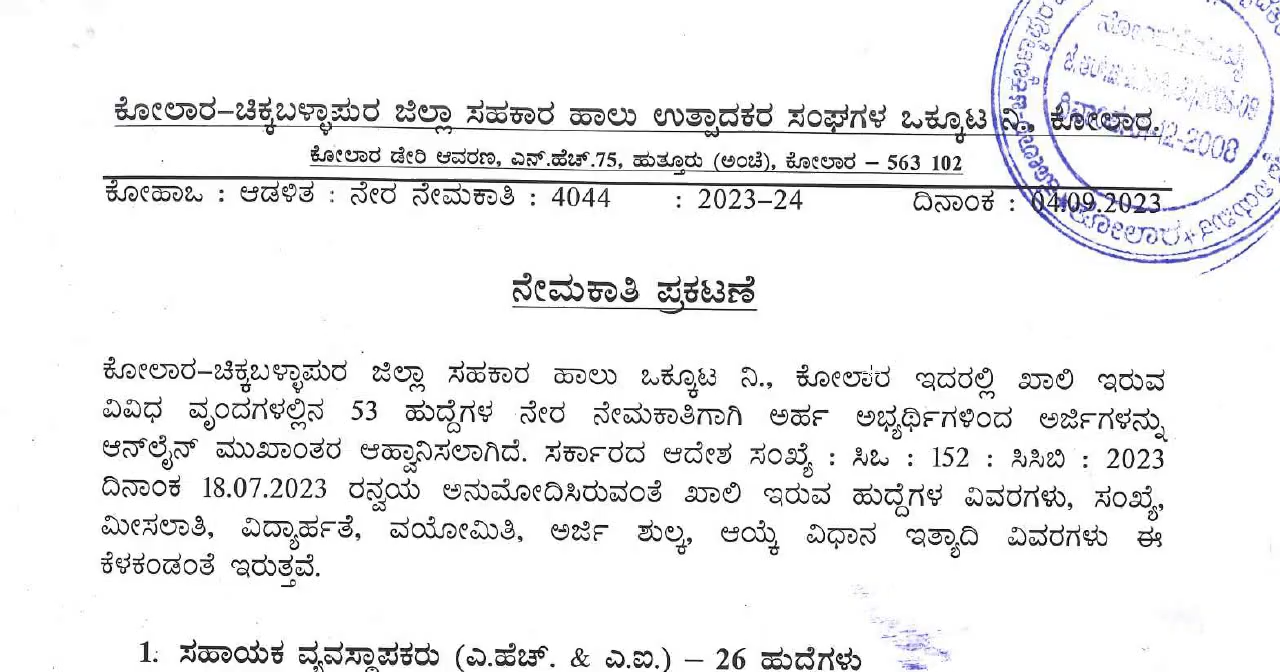 ಕೋಲಾರ–ಚಿಕ್ಕಬಳ್ಳಾಪುರ ಜಿಲ್ಲಾ ಸಹಕಾರ ಹಾಲು ಉತ್ಪಾದಕರ ಸಂಘಗಳ ಒಕ್ಕೂಟ ನಿ., ಕೋಲಾರ.
ಕೋಲಾರ ಡೇರಿ ಆವರಣ, ಎನ್.ಹೆಚ್.75, ಹುತ್ತೂರು (ಅಂಚೆ), ಕೋಲಾರ – 563 102
ಕೋಹಾಒ : ಆಡಳಿತ : ನೇರ ನೇಮಕಾತಿ : 4044 : 2023–24 ದಿನಾಂಕ : 04.09.2023
ನೇಮಕಾತಿ ಪ್ರಕಟಣೆ
ಕೋಲಾರ–ಚಿಕ್ಕಬಳ್ಳಾಪುರ ಜಿಲ್ಲಾ ಸಹಕಾರ ಹಾಲು ಒಕ್ಕೂಟ ನಿ., ಕೋಲಾರ ಇದರಲ್ಲಿ ಖಾಲಿ ಇರುವ
ವಿವಿಧ ವೃಂದಗಳಲ್ಲಿನ 53 ಹುದ್ದೆಗಳ ನೇರ ನೇಮಕಾತಿಗಾಗಿ ಅರ್ಹ ಅಭ್ಯರ್ಥಿಗಳಿಂದ ಅರ್ಜಿಗಳನ್ನು
ಆನ್‌ಲೈನ್ ಮುಖಾಂತರ ಆಹ್ವಾನಿಸಲಾಗಿದೆ. ಸರ್ಕಾರದ ಆದೇಶ ಸಂಖ್ಯೆ : ಸಿಒ : 152 : ಸಿಸಿಬಿ : 2023
ದಿನಾಂಕ 18.07.2023 ರನ್ವಯ ಅನುಮೋದಿಸಿರುವಂತೆ ಖಾಲಿ ಇರುವ ಹುದ್ದೆಗಳ ವಿವರಗಳು, ಸಂಖ್ಯೆ,
ಮೀಸಲಾತಿ, ವಿದ್ಯಾರ್ಹತೆ, ವಯೋಮಿತಿ, ಅರ್ಜಿ ಶುಲ್ಕ, ಆಯ್ಕೆ ವಿಧಾನ ಇತ್ಯಾದಿ ವಿವರಗಳು ಈ
ಕೆಳಕಂಡಂತೆ ಇರುತ್ತವೆ.
1. ಸಹಾಯಕ ವ್ಯವಸ್ಥಾಪಕರು (ಎ.ಹೆಚ್. & ಎ.ಐ.) – 26 ಹುದ್ದೆಗಳು